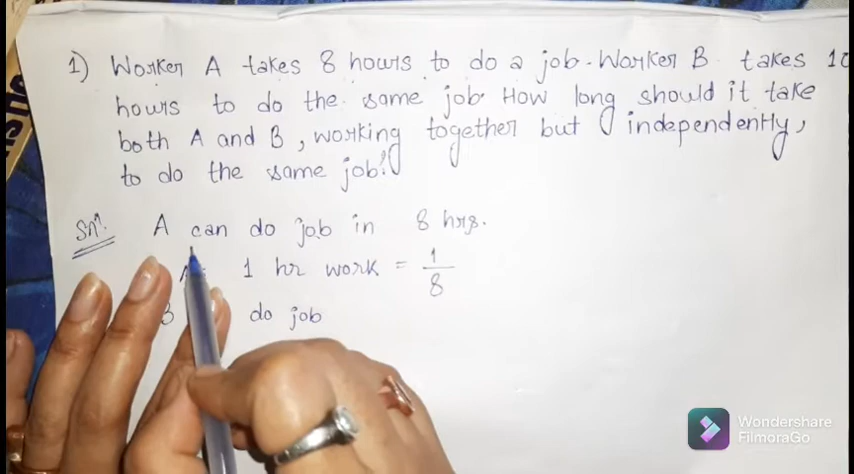 1) Worker A takes 8 hours to do a job. Worker B takes 10
hours to do the same job. How long should it take
both A and B, working together but independently,
to do the same job?
Soln. A can do job in 8 hrs.
1 hr work = 1/8
B do job
Wondershare
FilmoraGo